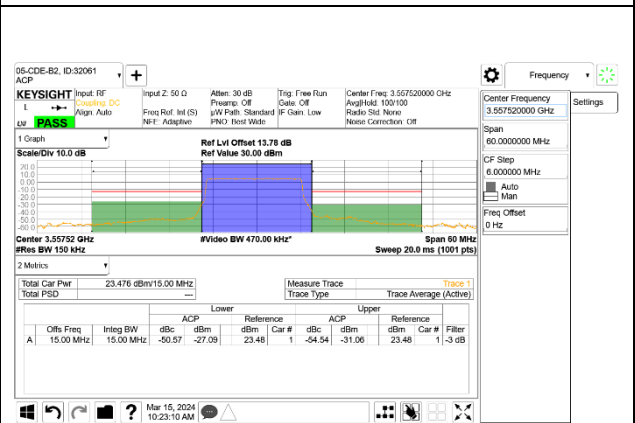 05-CDE-B2, ID:32061
ACP
Frequency
KEYSIGHT
Input: RF
Coupling: DC
Align: Auto
Input Z: 50 Ω
Freq Ref: Int (S)
NFE: Adaptive
Atten: 30 dB
Preamp: Off
µW Path: Standard
PNO: Best Wide
Trig: Free Run
Gate: Off
IF Gain: Low
Center Freq: 3.557520000 GHz
Avg|Hold: 100/100
Radio Std: None
Noise Correction: Off
L
PASS
Center Frequency
3.557520000 GHz
Settings
Span
60.0000000 MHz
CF Step
6.000000 MHz
Auto
Man
Freq Offset
0 Hz
1 Graph
Scale/Div 10.0 dB
Ref Lvl Offset 13.78 dB
Ref Value 30.00 dBm
20.0
10.0
0.00
-10.0
-20.0
-30.0
-40.0
-50.0
-60.0
Center 3.55752 GHz
#Res BW 150 kHz
#Video BW 470.00 kHz*
Span 60 MHz
Sweep 20.0 ms (1001 pts)
2 Metrics
Total Car Pwr 23.476 dBm/15.00 MHz
Total PSD ---
Measure Trace Trace 1
Trace Type Trace Average (Active)
Lower Upper
ACP Reference ACP Reference
Offs Freq Integ BW dBc dBm dBm Car # dBc dBm dBm Car # Filter
A 15.00 MHz 15.00 MHz -50.57 -27.09 23.48 1 -54.54 -31.06 23.48 1 -3 dB
?
Mar 15, 2024
10:23:10 AM